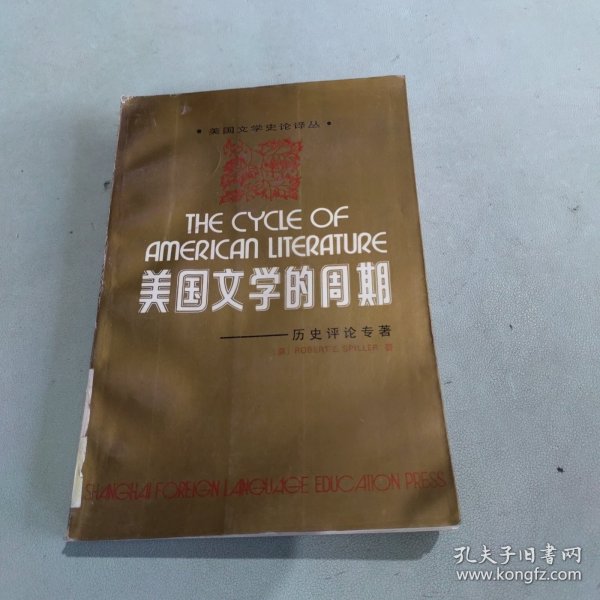 • 美国文学史论译丛 •
THE CYCLE OF
AMERICAN LITERATURE
美国文学的周期
——历史评论专著
〔美〕ROBERT E. SPILLER 著
SHANGHAI FOREIGN LANGUAGE EDUCATION PRESS
孔夫子旧书网
www.kongfz.com